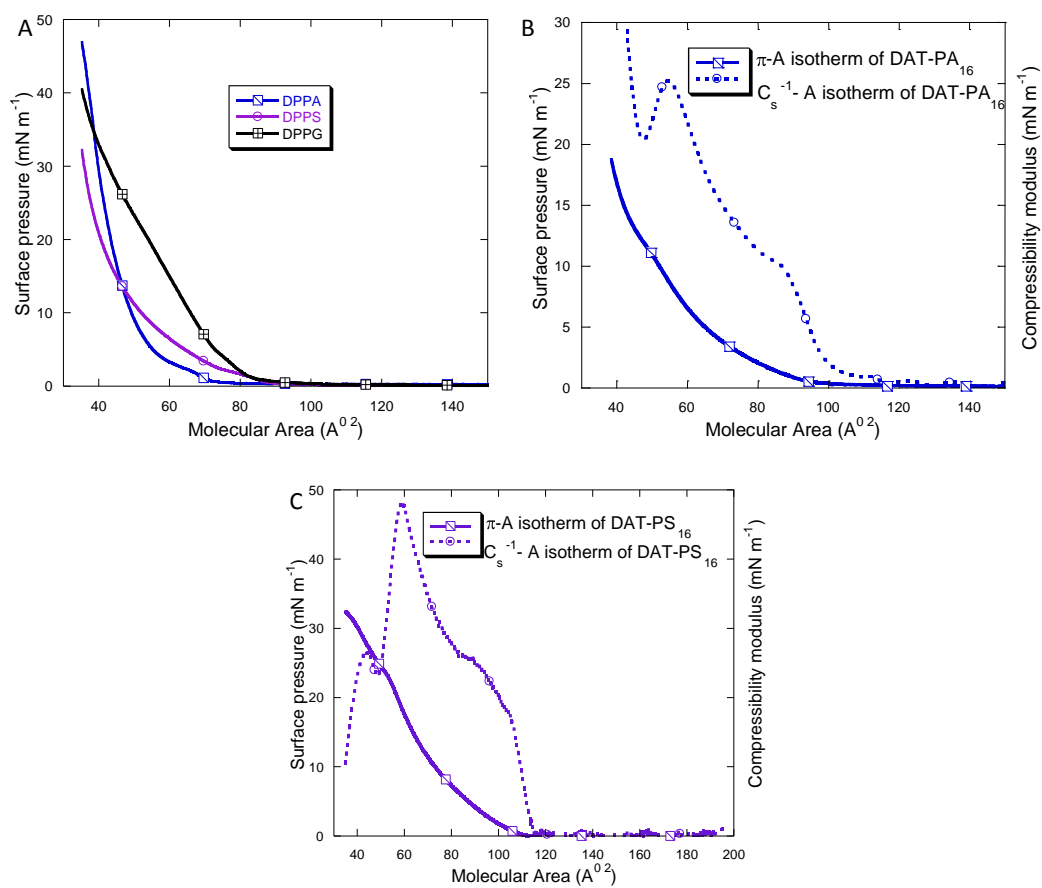 A
Surface pressure (mN m⁻¹)
50
40
30
20
10
0
DPPA
DPPS
DPPG
40 60 80 100 120 140
Molecular Area (A⁰ ²)
B
Surface pressure (mN m⁻¹)
30
25
20
15
10
5
0
π-A isotherm of DAT-PA₁₆
Cₛ⁻¹- A isotherm of DAT-PA₁₆
Compressibility modulus (mN m⁻¹)
40 60 80 100 120 140
Molecular Area (A⁰ ²)
C
Surface pressure (mN m⁻¹)
50
40
30
20
10
0
π-A isotherm of DAT-PS₁₆
Cₛ⁻¹- A isotherm of DAT-PS₁₆
Compressibility modulus (mN m⁻¹)
40 60 80 100 120 140 160 180 200
Molecular Area (A⁰ ²)